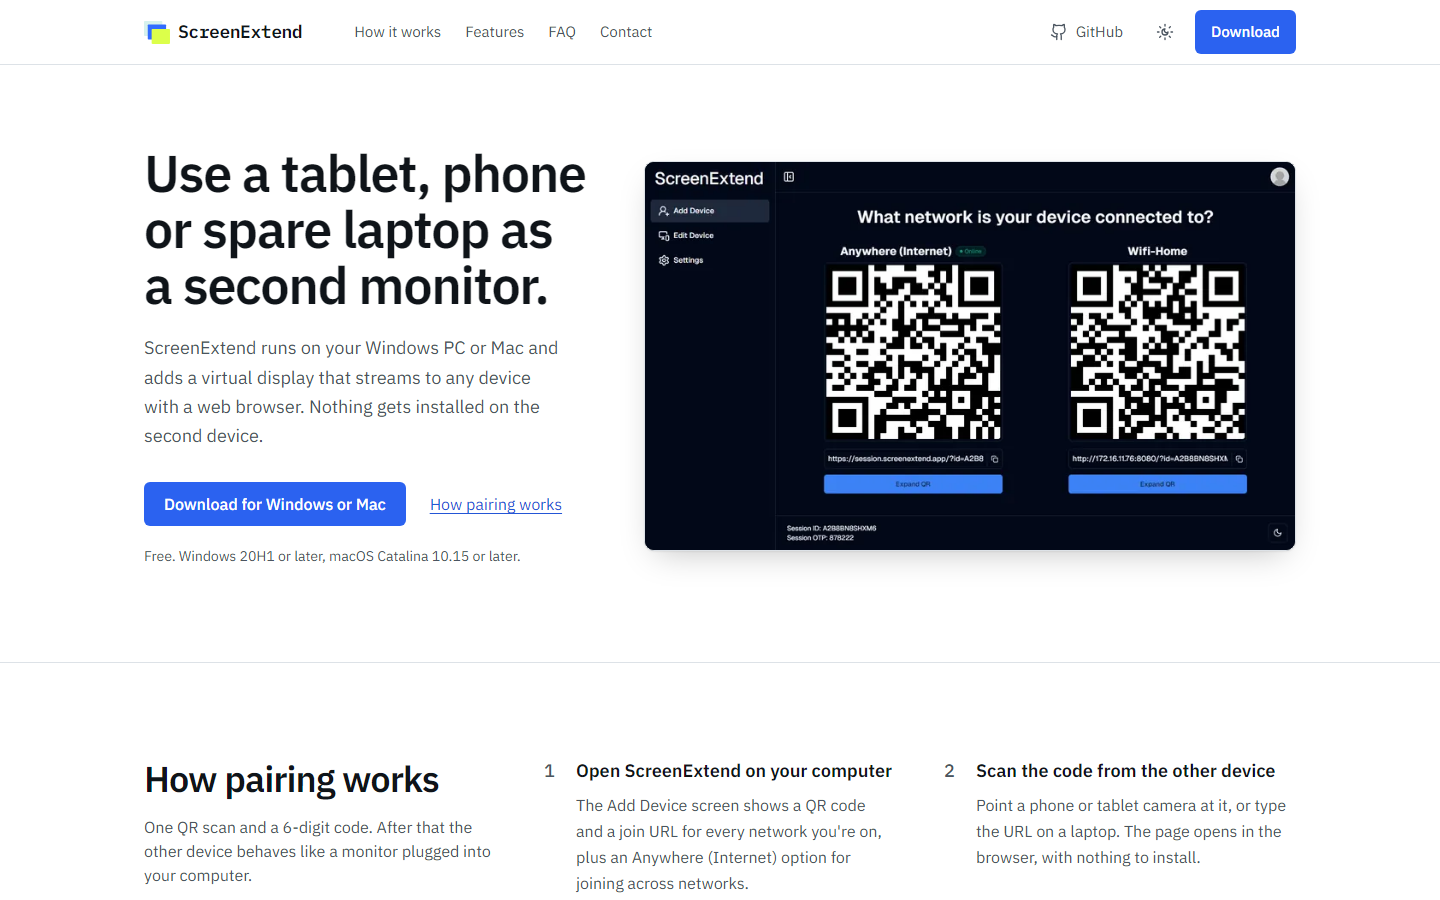 ScreenExtend
How it works
Features
FAQ
Contact
GitHub
Download
Use a tablet, phone
or spare laptop as
a second monitor.
ScreenExtend runs on your Windows PC or Mac and
adds a virtual display that streams to any device
with a web browser. Nothing gets installed on the
second device.
Download for Windows or Mac
How pairing works
Free. Windows 20H1 or later, macOS Catalina 10.15 or later.
ScreenExtend
Add Device
Edit Device
Settings
What network is your device connected to?
Anywhere (Internet)
Online
Wifi-Home
https://session.screenextend.app/?id=A2B8
http://172.16.11.76:8080/?id=A2B8BN8SHXM
Expand QR
Expand QR
Session ID: A2B8BN8SHXM6
Session OTP: 878222
How pairing works
One QR scan and a 6-digit code. After that the
other device behaves like a monitor plugged into
your computer.
1
Open ScreenExtend on your computer
The Add Device screen shows a QR code
and a join URL for every network you're on,
plus an Anywhere (Internet) option for
joining across networks.
2
Scan the code from the other device
Point a phone or tablet camera at it, or type
the URL on a laptop. The page opens in the
browser, with nothing to install.